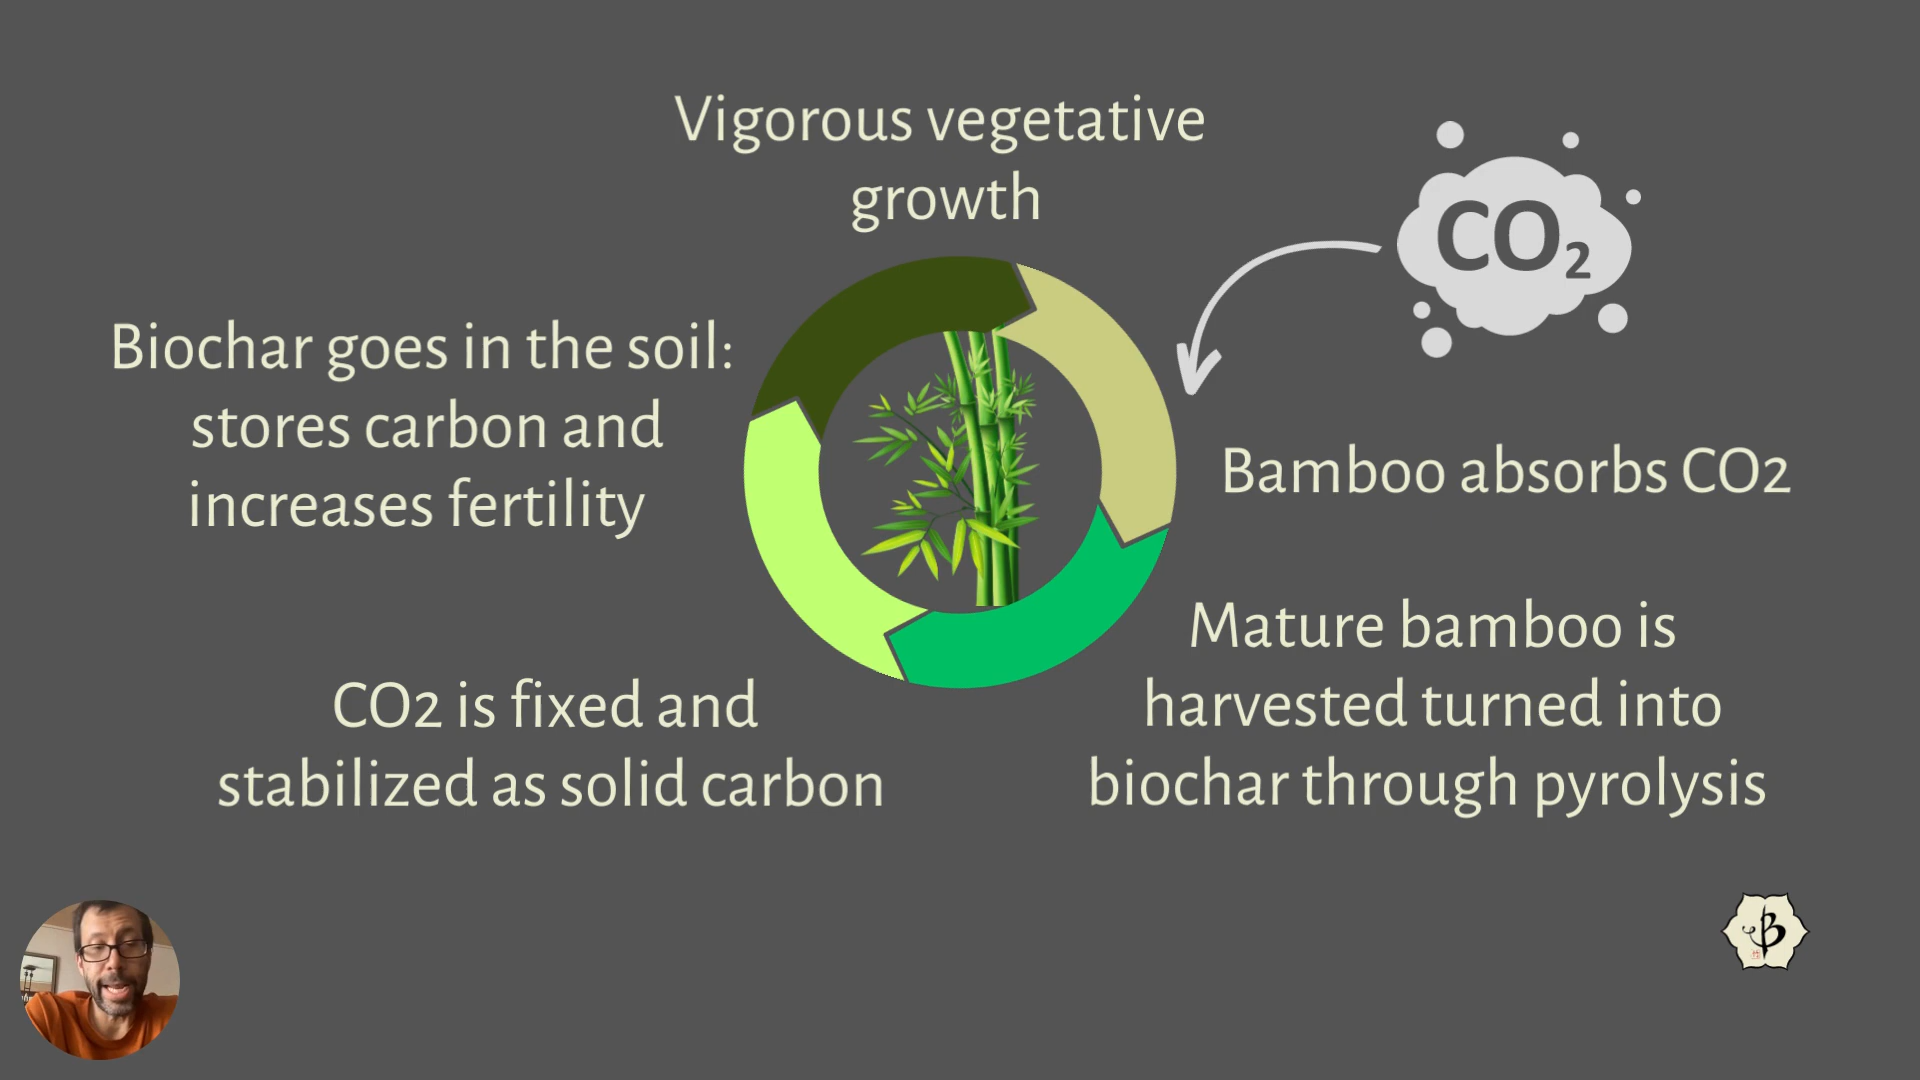 Vigorous vegetative
growth
CO₂
Biochar goes in the soil:
stores carbon and
increases fertility
Bamboo absorbs CO2
Mature bamboo is
harvested turned into
biochar through pyrolysis
CO2 is fixed and
stabilized as solid carbon
B